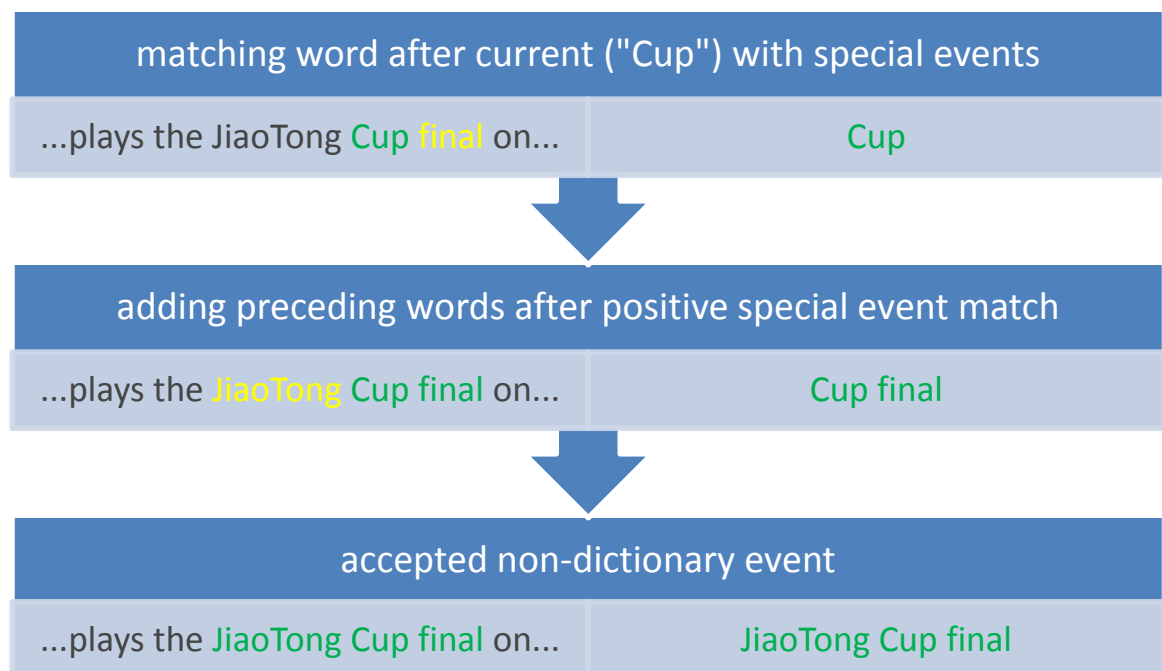 matching word after current ("Cup") with special events
...plays the JiaoTong Cup final on...
Cup
adding preceding words after positive special event match
...plays the JiaoTong Cup final on...
Cup final
accepted non-dictionary event
...plays the JiaoTong Cup final on...
JiaoTong Cup final